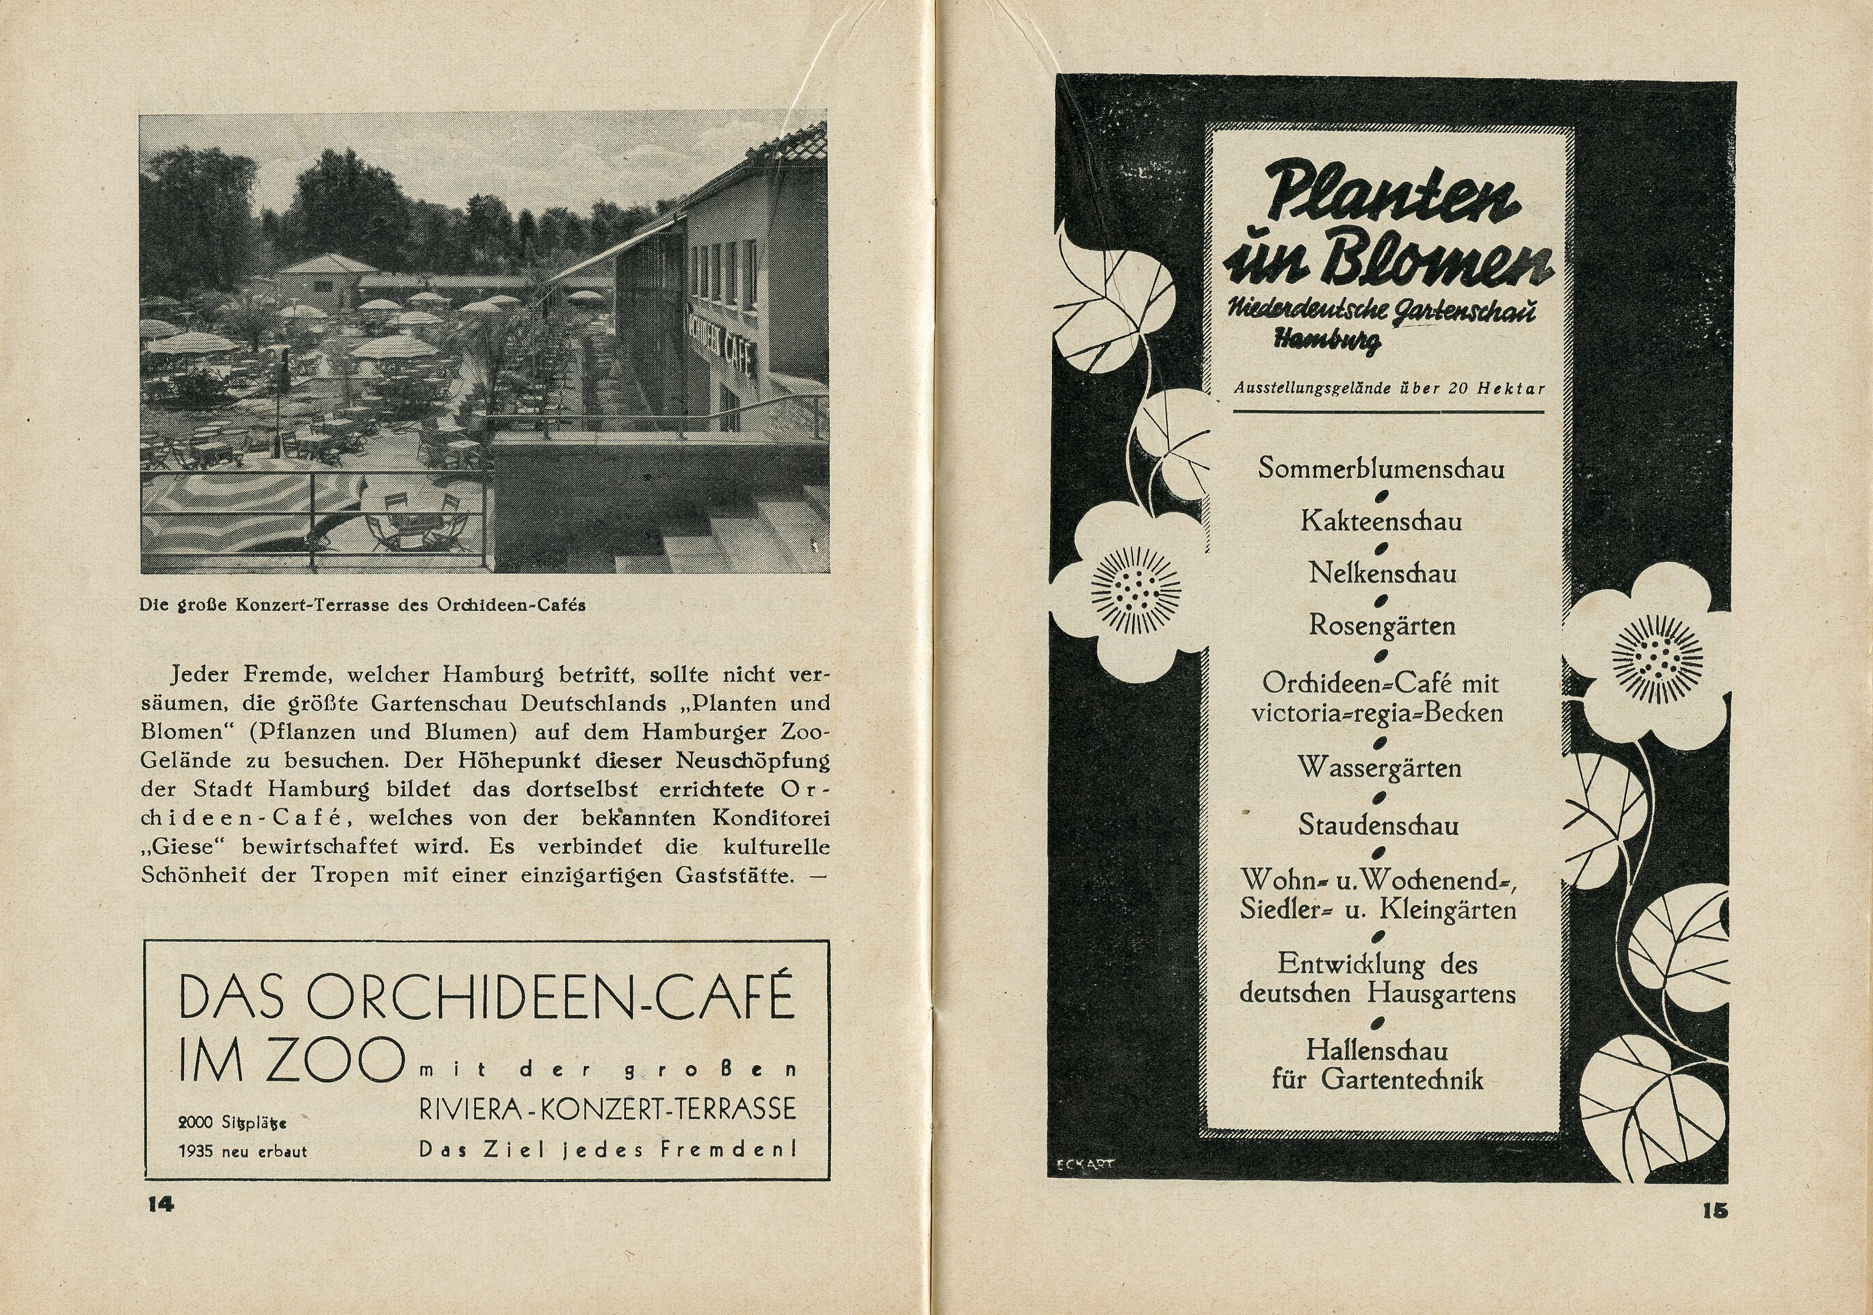 ORCHIDEEN CAFÉ
Die große Konzert-Terrasse des Orchideen-Cafés
Jeder Fremde, welcher Hamburg betritt, sollte nicht ver-
säumen, die größte Gartenschau Deutschlands „Planten und
Blomen“ (Pflanzen und Blumen) auf dem Hamburger Zoo-
Gelände zu besuchen. Der Höhepunkt dieser Neuschöpfung
der Stadt Hamburg bildet das dortselbst errichtete Or-
chideen-Café, welches von der bekannten Konditorei
„Giese“ bewirtschaftet wird. Es verbindet die kulturelle
Schönheit der Tropen mit einer einzigartigen Gaststätte. —
DAS ORCHIDEEN-CAFÉ
IM ZOO mit der großen
RIVIERA-KONZERT-TERRASSE
2000 Sitzplätze
1935 neu erbaut
Das Ziel jedes Fremden!
14
Planten
un Blomen
Niederdeutsche Gartenschau
Hamburg
Ausstellungsgelände über 20 Hektar
Sommerblumenschau
Kakteenschau
Nelkenschau
Rosengärten
Orchideen-Café mit
victoria-regia-Becken
Wassergärten
Staudenschau
Wohn- u. Wochenend-,
Siedler- u. Kleingärten
Entwicklung des
deutschen Hausgartens
Hallenschau
für Gartentechnik
ECKART
15